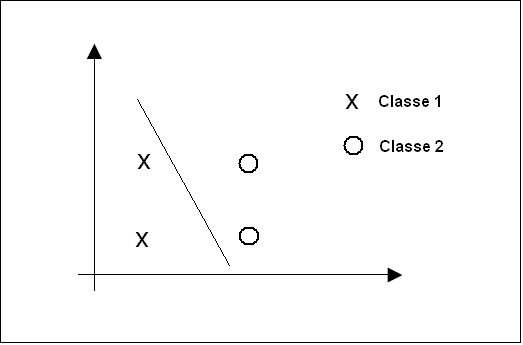 X Classe 1
O Classe 2
X O
X O